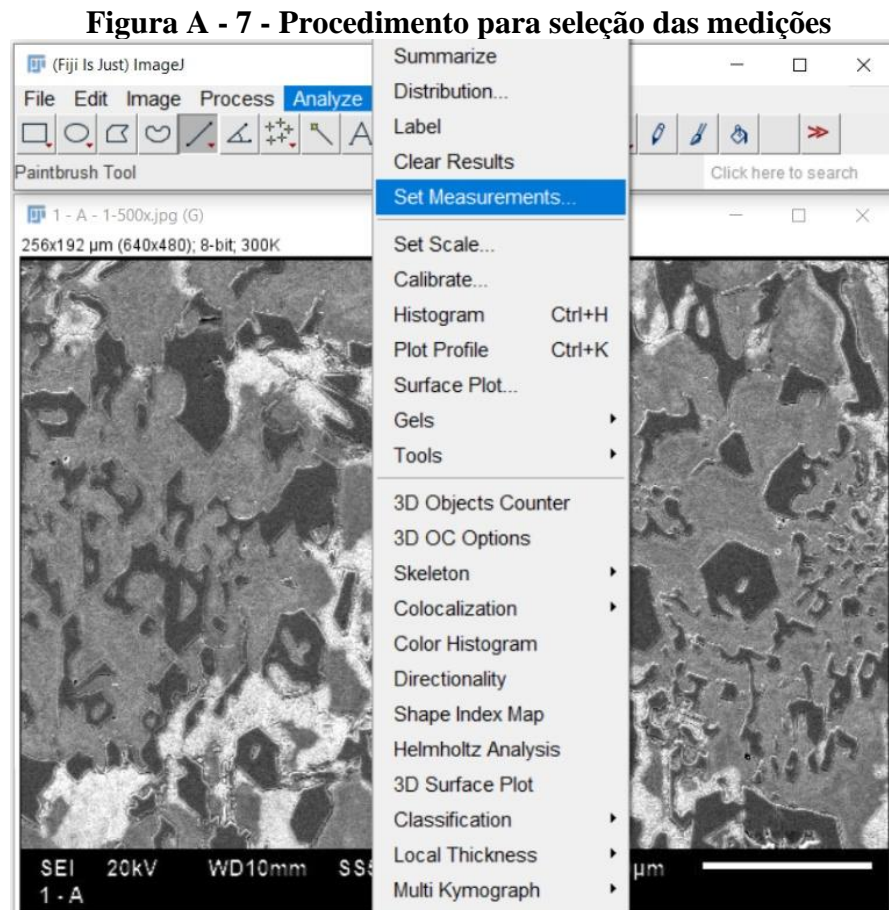 Figura A - 7 - Procedimento para seleção das medições
(Fiji Is Just) ImageJ
File Edit Image Process Analyze
A
Paintbrush Tool
Click here to search
1 - A - 1-500x.jpg (G)
256x192 µm (640x480); 8-bit; 300K
Summarize
Distribution...
Label
Clear Results
Set Measurements...
Set Scale...
Calibrate...
Histogram Ctrl+H
Plot Profile Ctrl+K
Surface Plot...
Gels
Tools
3D Objects Counter
3D OC Options
Skeleton
Colocalization
Color Histogram
Directionality
Shape Index Map
Helmholtz Analysis
3D Surface Plot
Classification
Local Thickness
Multi Kymograph
SEI 20kV WD10mm µm
1 - A